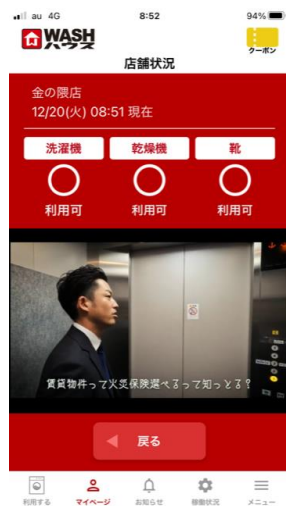 au 4G 8:52 94%
WASH
ハウス
クーポン
店舗状況
金の隈店
12/20(火) 08:51 現在
洗濯機 乾燥機 靴
利用可 利用可 利用可
賃貸物件って火災保険選べるって知っとる?
戻る
利用する マイページ お知らせ 稼働状況 メニュー